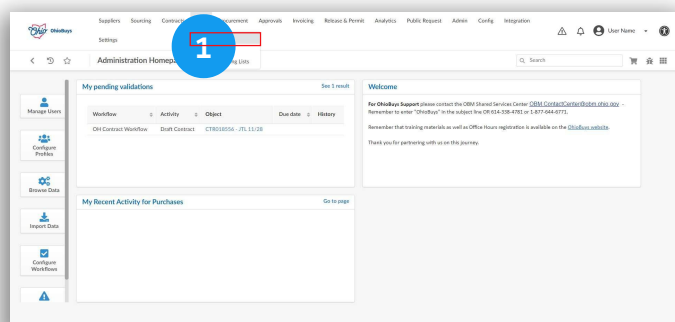 Suppliers Sourcing Contracts Procurement Approvals Invoicing Release & Permit Analytics Public Request Admin Config Integration
Ohio OhioBuys
User Name
Settings
1
Administration Homepa
ng Lists
Search
My pending validations See 1 result
Workflow Activity Object Due date History
OH Contract Workflow Draft Contract CTR018556 - JTL 11/28
Welcome
For OhioBuys Support please contact the OBM Shared Services Center OBM.ContactCenter@obm.ohio.gov -
Remember to enter "OhioBuys" in the subject line OR 614-338-4781 or 1-877-644-6771.
Remember that training materials as well as Office Hours registration is available on the OhioBuys website.
Thank you for partnering with us on this journey.
Manage Users
Configure
Profiles
Browse Data
Import Data
Configure
Workflows
My Recent Activity for Purchases Go to page